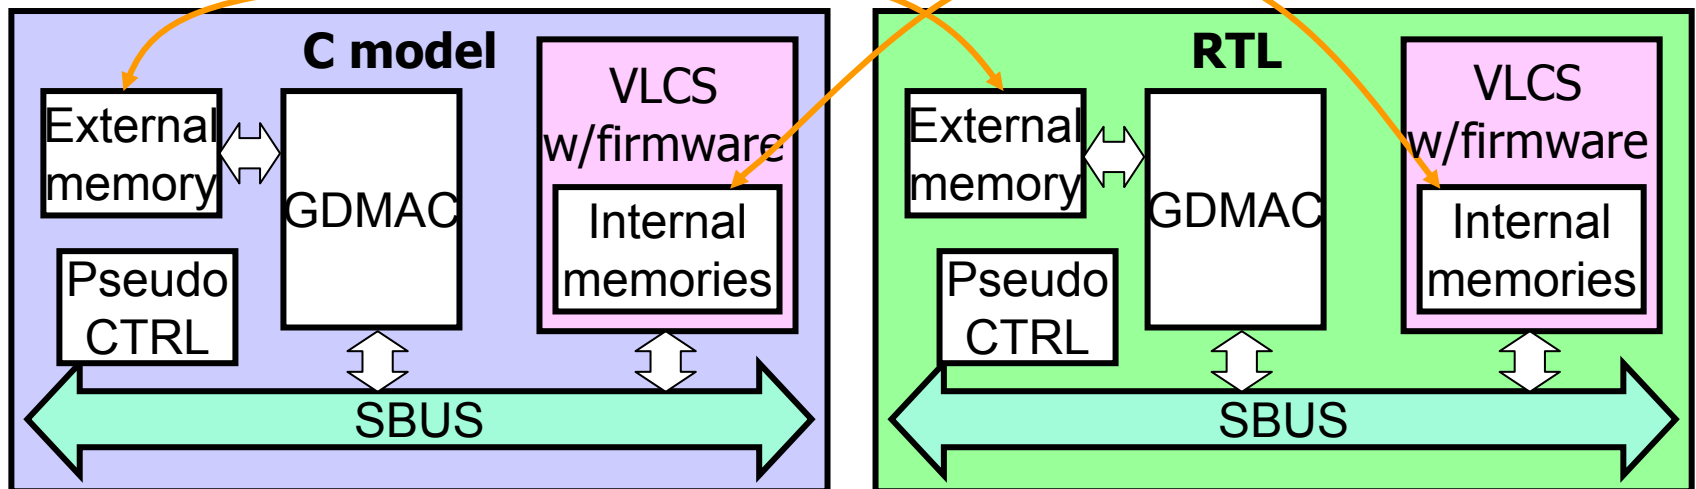 C model
External
memory
GDMAC
VLCS
w/firmware
Internal
memories
Pseudo
CTRL
SBUS
RTL
External
memory
GDMAC
VLCS
w/firmware
Internal
memories
Pseudo
CTRL
SBUS